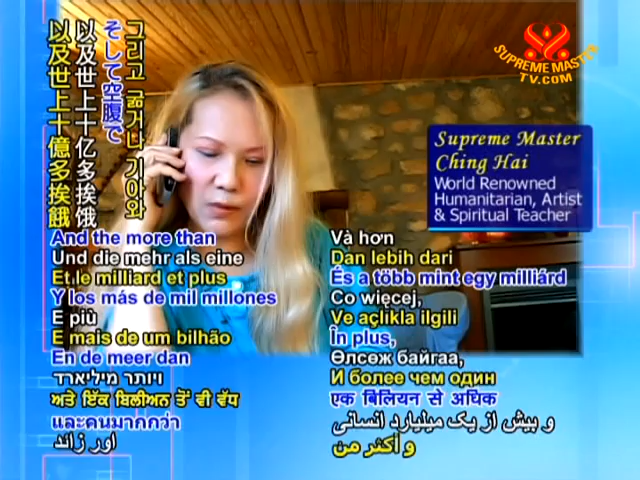 以及世上十億多挨餓
以及世上十亿多挨饿
そして空腹で
그리고 굶거나 기아와
SUPREME MASTER
TV.COM
Supreme Master
Ching Hai
World Renowned
Humanitarian, Artist
& Spiritual Teacher
And the more than
Und die mehr als eine
Et le milliard et plus
Y los más de mil millones
E più
E mais de um bilhão
En de meer dan
ויותר מיליארד
ਅਤੇ ਇੱਕ ਬਿਲੀਅਨ ਤੋਂ ਵੀ ਵੱਧ
และคนมากกว่า
اور زائد
Và hơn
Dan lebih dari
És a több mint egy milliárd
Co więcej,
Ve açlıkla ilgili
În plus,
Өлсөж байгаа,
И более чем один
एक बिलियन से अधिक
و بیش از یک میلیارد انسانی
و أكثر من